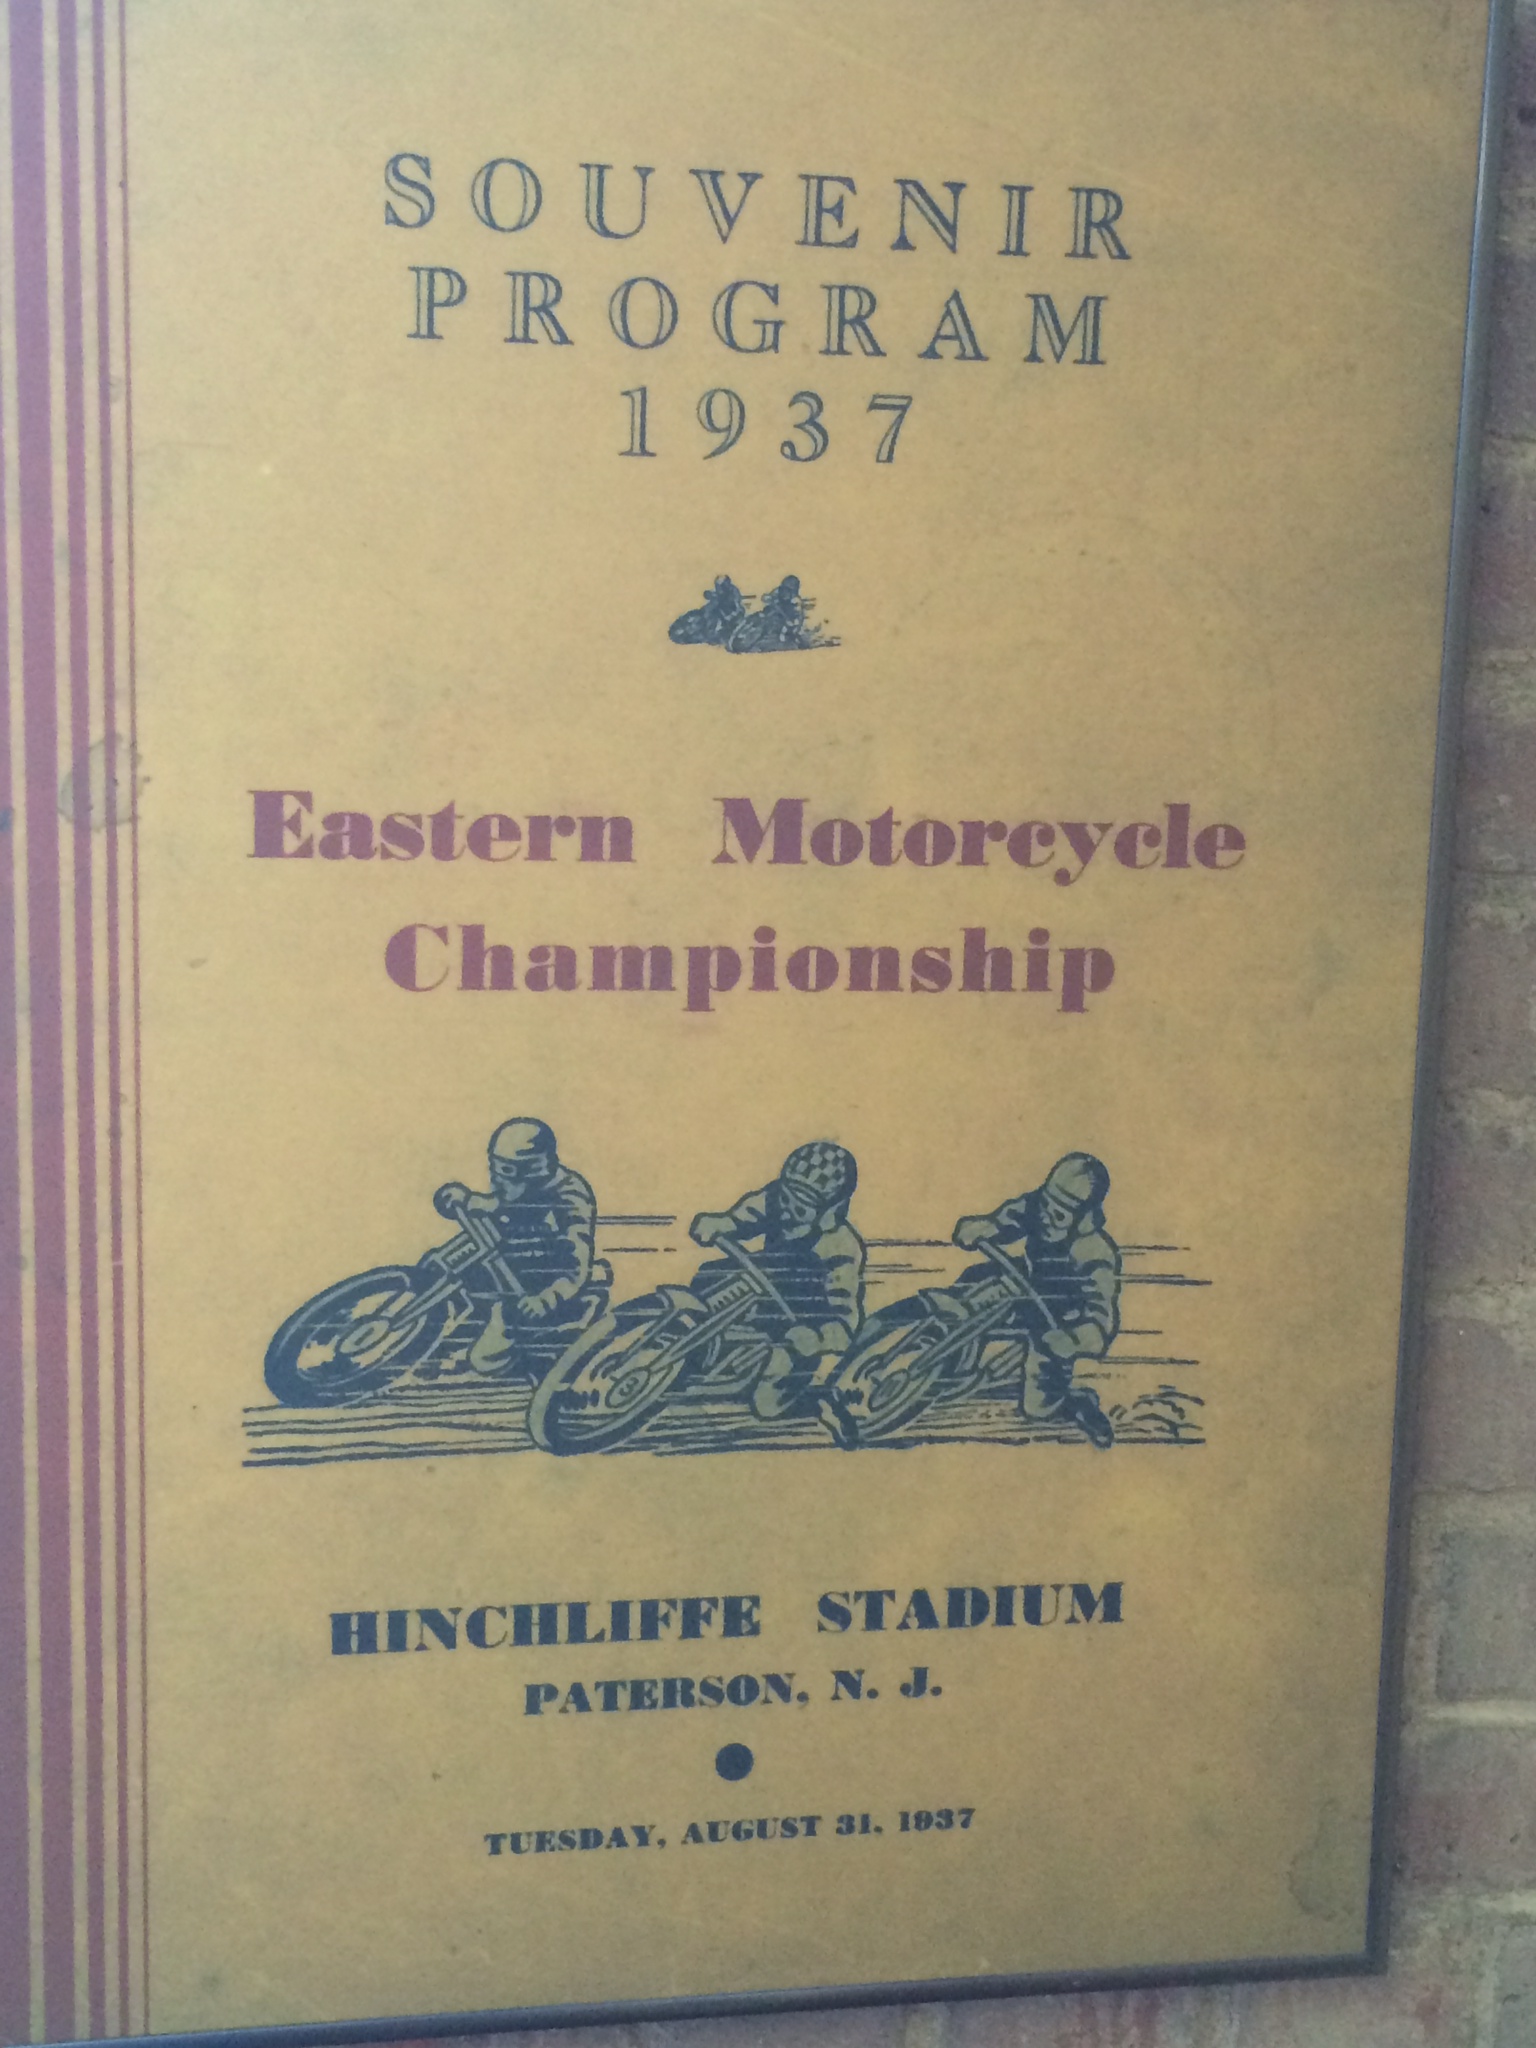 SOUVENIR
PROGRAM
1937
Eastern Motorcycle
Championship
HINCHLIFFE STADIUM
PATERSON, N. J.
TUESDAY, AUGUST 31, 1937